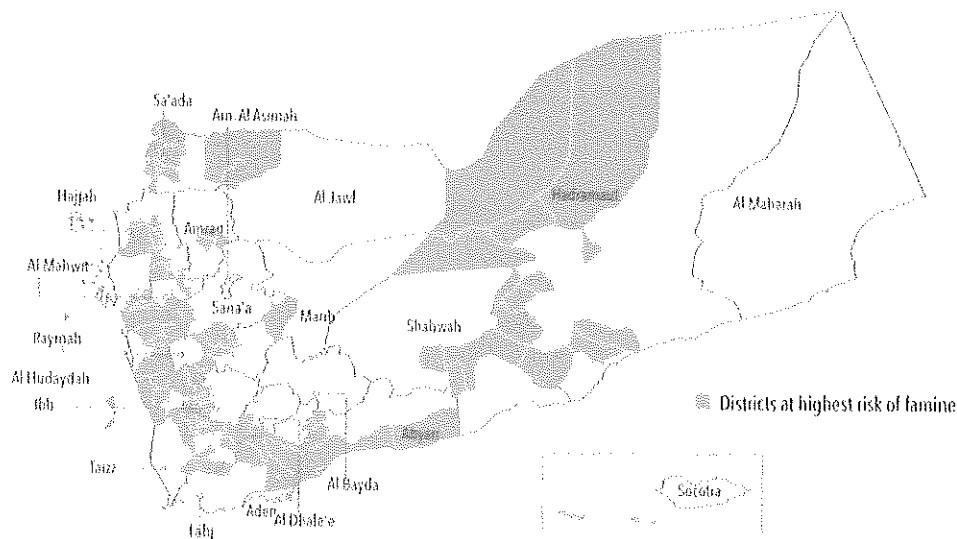 Sa'ada
Am. Al Asimah
Hajjah
Al Jawf
Hadramaut
Al Maharah
Amran
Al Mahwit
Sana'a
Marib
Shabwah
Raymah
Al Hudaydah
Ibb
Districts at highest risk of famine
Abyan
Taizz
Al Bayda
Socotra
Aden
Al Dhale'e
Lahj